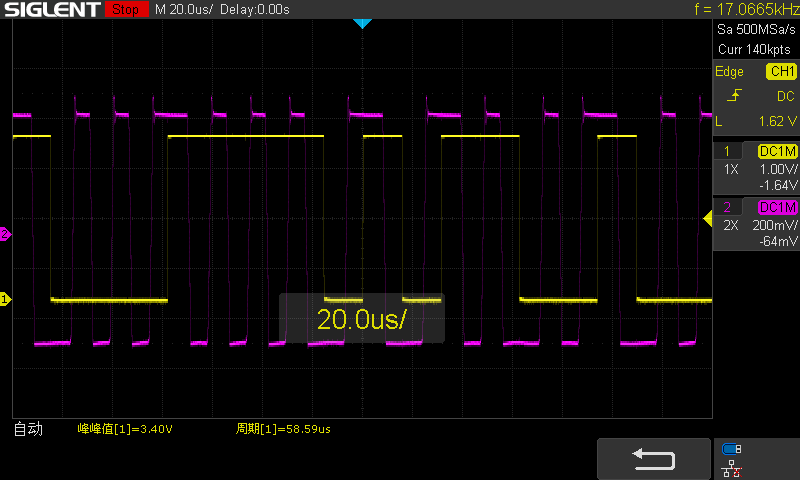 SIGLENT Stop M 20.0us/ Delay:0.00s f = 17.0665kHz
Sa 500MSa/s
Curr 140kpts
Edge CH1
DC
L 1.62 V
1 DC1M
1X 1.00V/
-1.64V
2 DC1M
2X 200mV/
-64mV
2
1
20.0us/
自动 峰峰值[1]=3.40V 周期[1]=58.59us